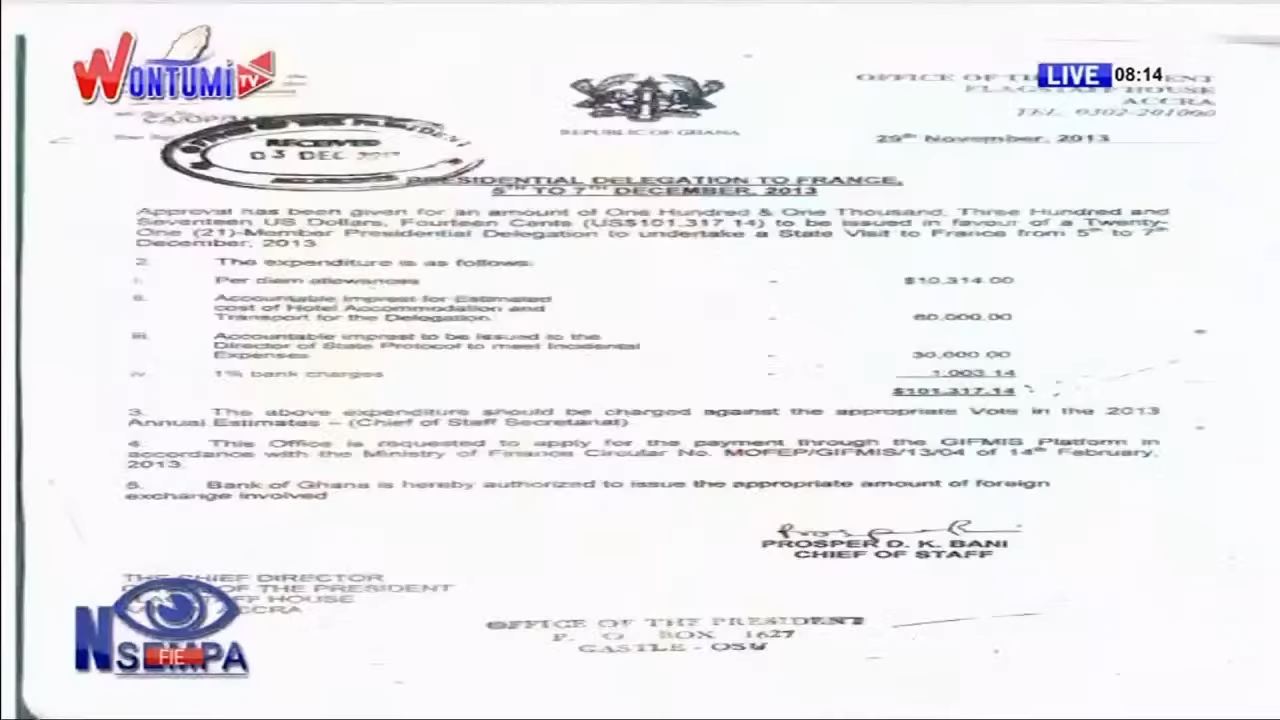 WONTUMI TV
LIVE 08:14
OFFICE OF THE PRESIDENT
FLAGSTAFF HOUSE
ACCRA
TEL. 0302-201000
REPUBLIC OF GHANA
29th November, 2013
RECEIVED
03 DEC
PRESIDENTIAL DELEGATION TO FRANCE,
5TH TO 7TH DECEMBER, 2013
Approval has been given for an amount of One Hundred & One Thousand, Three Hundred and
Seventeen US Dollars, Fourteen Cents (US$101,317.14) to be issued in favour of a Twenty-
One (21)-Member Presidential Delegation to undertake a State Visit to France from 5th to 7th
December, 2013.
2. The expenditure is as follows:
i. Per diem allowances - $10,314.00
ii. Accountable Imprest for Estimated
cost of Hotel Accommodation and
Transport for the Delegation - 60,000.00
iii. Accountable imprest to be issued to the
Director of State Protocol to meet Incidental
Expenses - 30,000.00
iv. 1% bank charges - 1,003.14
$101,317.14
3. The above expenditure should be charged against the appropriate Vote in the 2013
Annual Estimates – (Chief of Staff Secretariat)
4. This Office is requested to apply for the payment through the GIFMIS Platform in
accordance with the Ministry of Finance Circular No. MOFEP/GIFMIS/13/04 of 14th February,
2013.
5. Bank of Ghana is hereby authorized to issue the appropriate amount of foreign
exchange involved
PROSPER D. K. BANI
CHIEF OF STAFF
THE CHIEF DIRECTOR
OF THE PRESIDENT
HOUSE
ACCRA
NSEMPA
FIE
OFFICE OF THE PRESIDENT
P. O BOX 1627
CASTLE - OSU